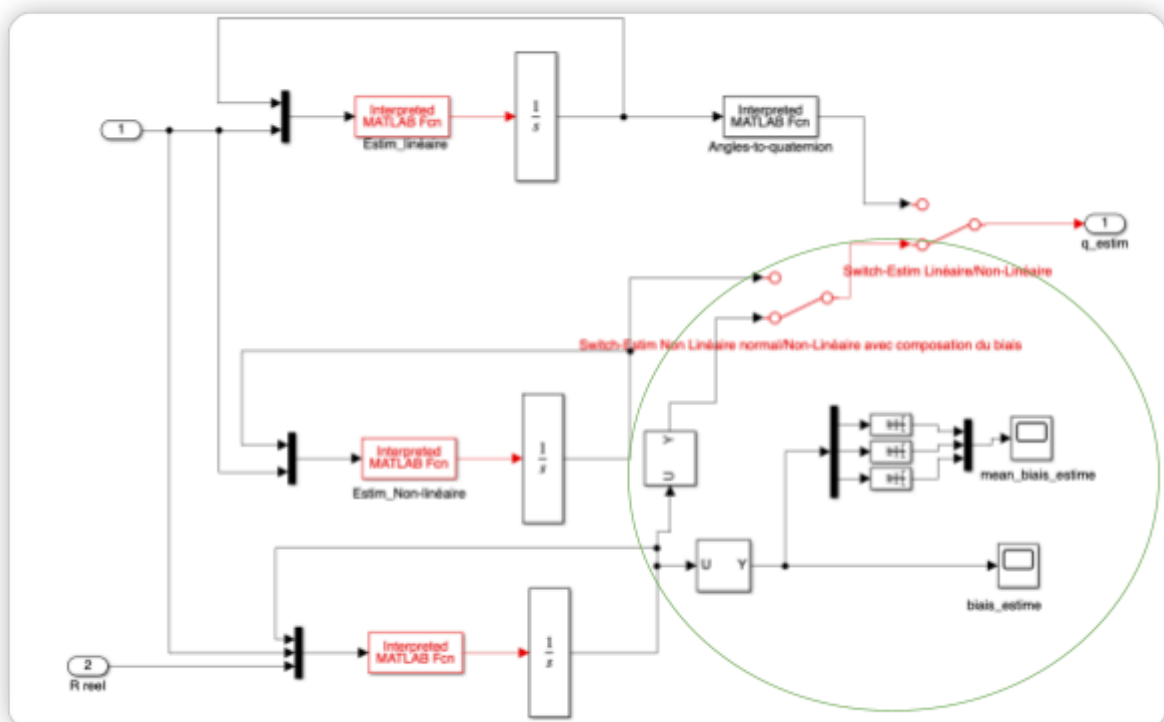 1
Interpreted
MATLAB Fcn
Estim_linéaire
1
s
Interpreted
MATLAB Fcn
Angles-to-quaternion
1
q_estim
Switch-Estim Linéaire/Non-Linéaire
Switch-Estim Non Linéaire normal/Non-Linéaire avec composition du biais
Interpreted
MATLAB Fcn
Estim_Non-linéaire
1
s
Y
U
mean_biais_estime
U Y
biais_estime
2
R reel
Interpreted
MATLAB Fcn
1
s